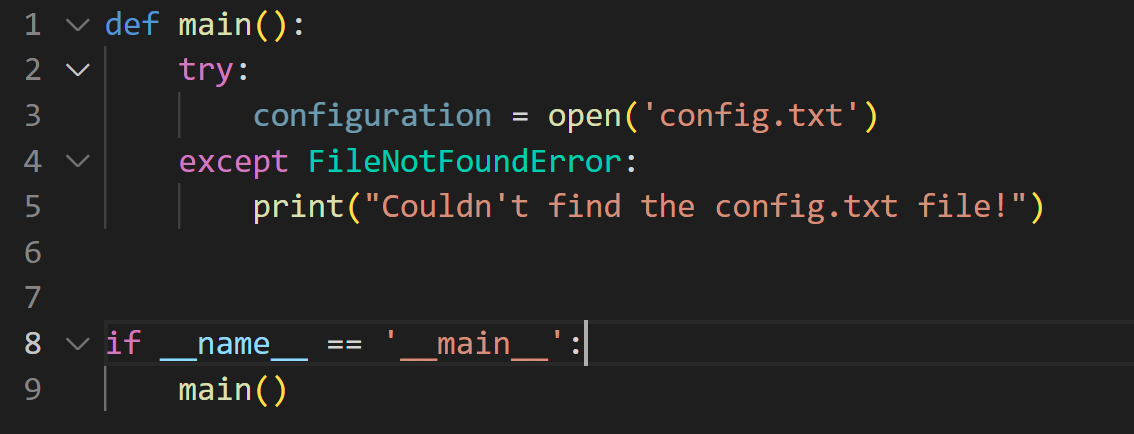 1 def main():
2     try:
3         configuration = open('config.txt')
4     except FileNotFoundError:
5         print("Couldn't find the config.txt file!")
6
7
8 if __name__ == '__main__':
9     main()